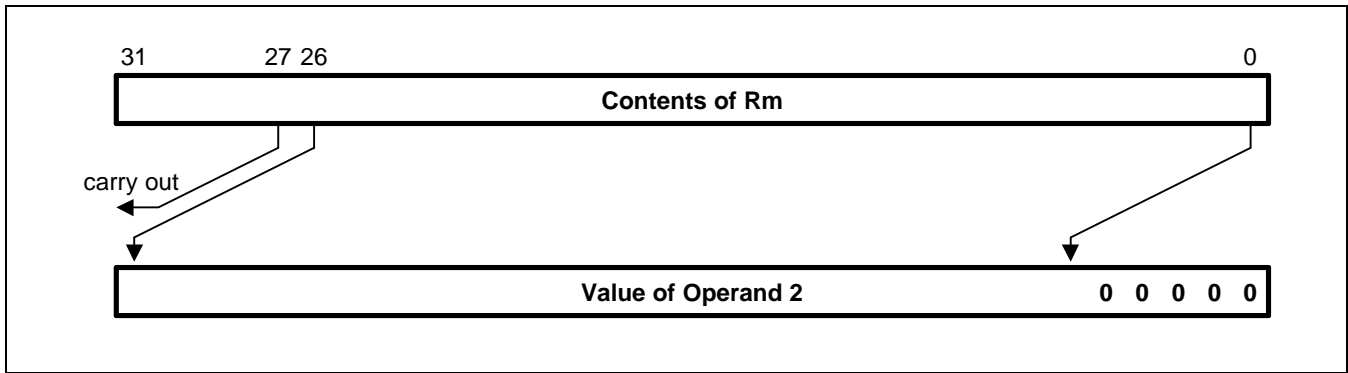 31 27 26 0
Contents of Rm
carry out
Value of Operand 2 0 0 0 0 0